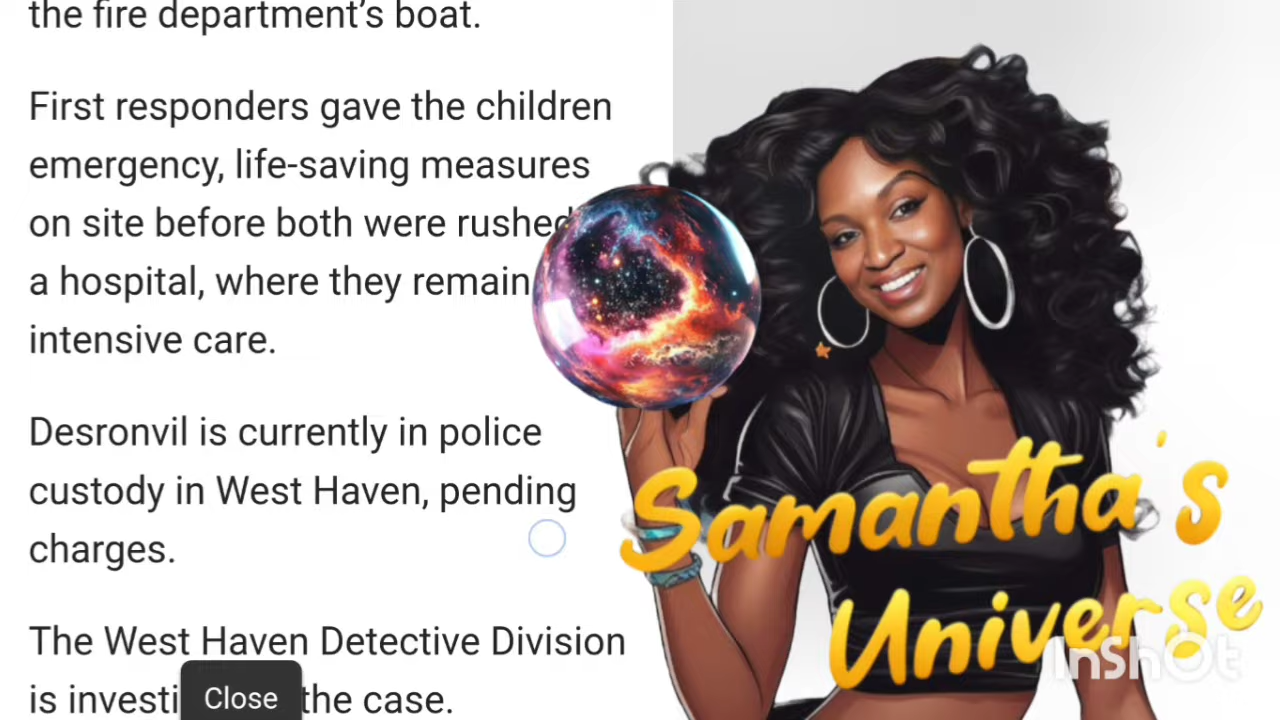 the fire department's boat.
First responders gave the children
emergency, life-saving measures
on site before both were rushed
a hospital, where they remain
intensive care.
Desronvil is currently in police
custody in West Haven, pending
charges.
The West Haven Detective Division
is investi the case.
Close
Samantha's
Universe
InShOt